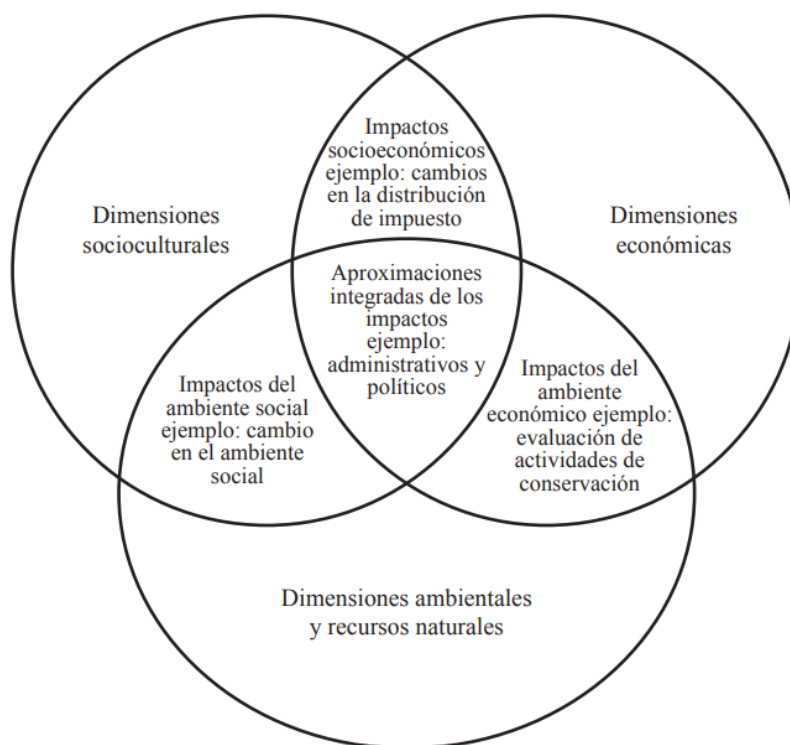 Impactos
socioeconómicos
ejemplo: cambios
en la distribución
de impuesto
Dimensiones
socioculturales
Dimensiones
económicas
Aproximaciones
integradas de los
impactos
ejemplo:
administrativos y
políticos
Impactos del
ambiente social
ejemplo: cambio
en el ambiente
social
Impactos del
ambiente
económico ejemplo:
evaluación de
actividades de
conservación
Dimensiones ambientales
y recursos naturales